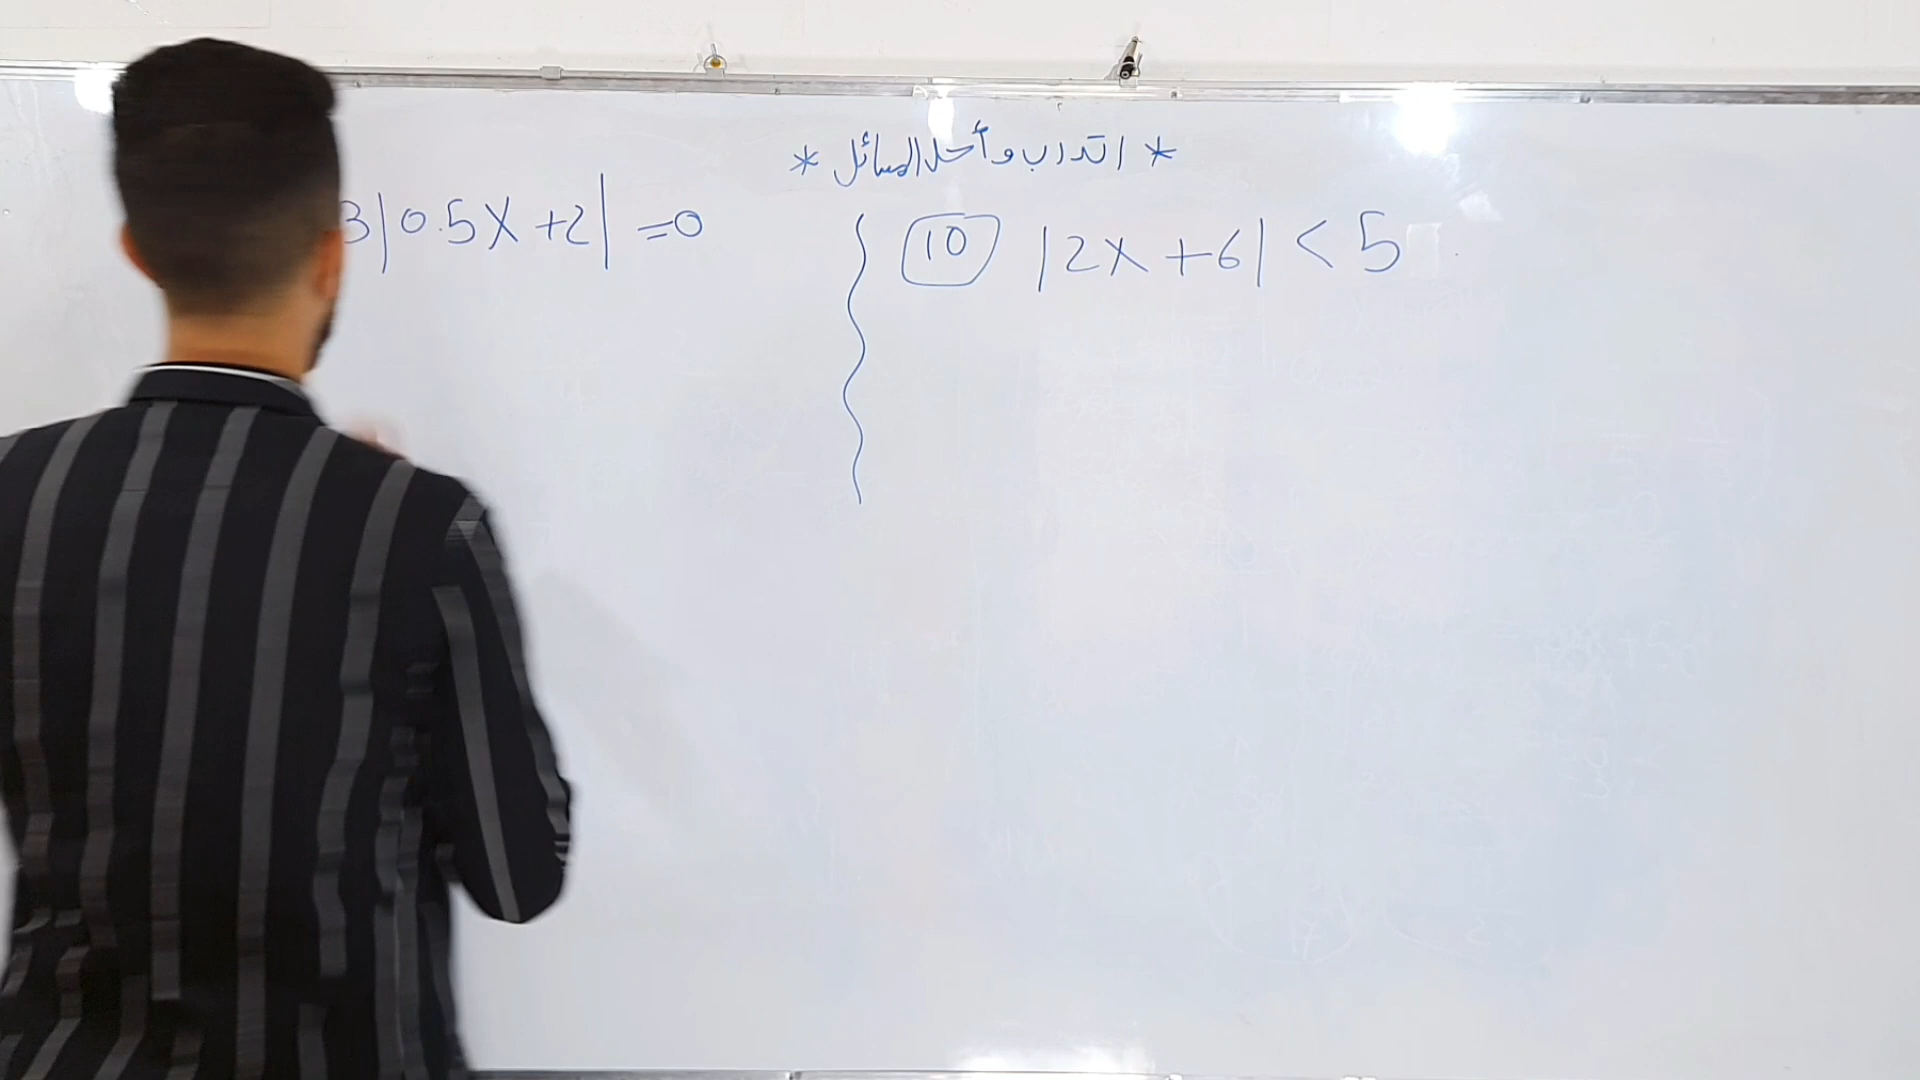 * اتدرب وأحل المسائل *
3|0.5X+2| =0
10 |2X+6| < 5